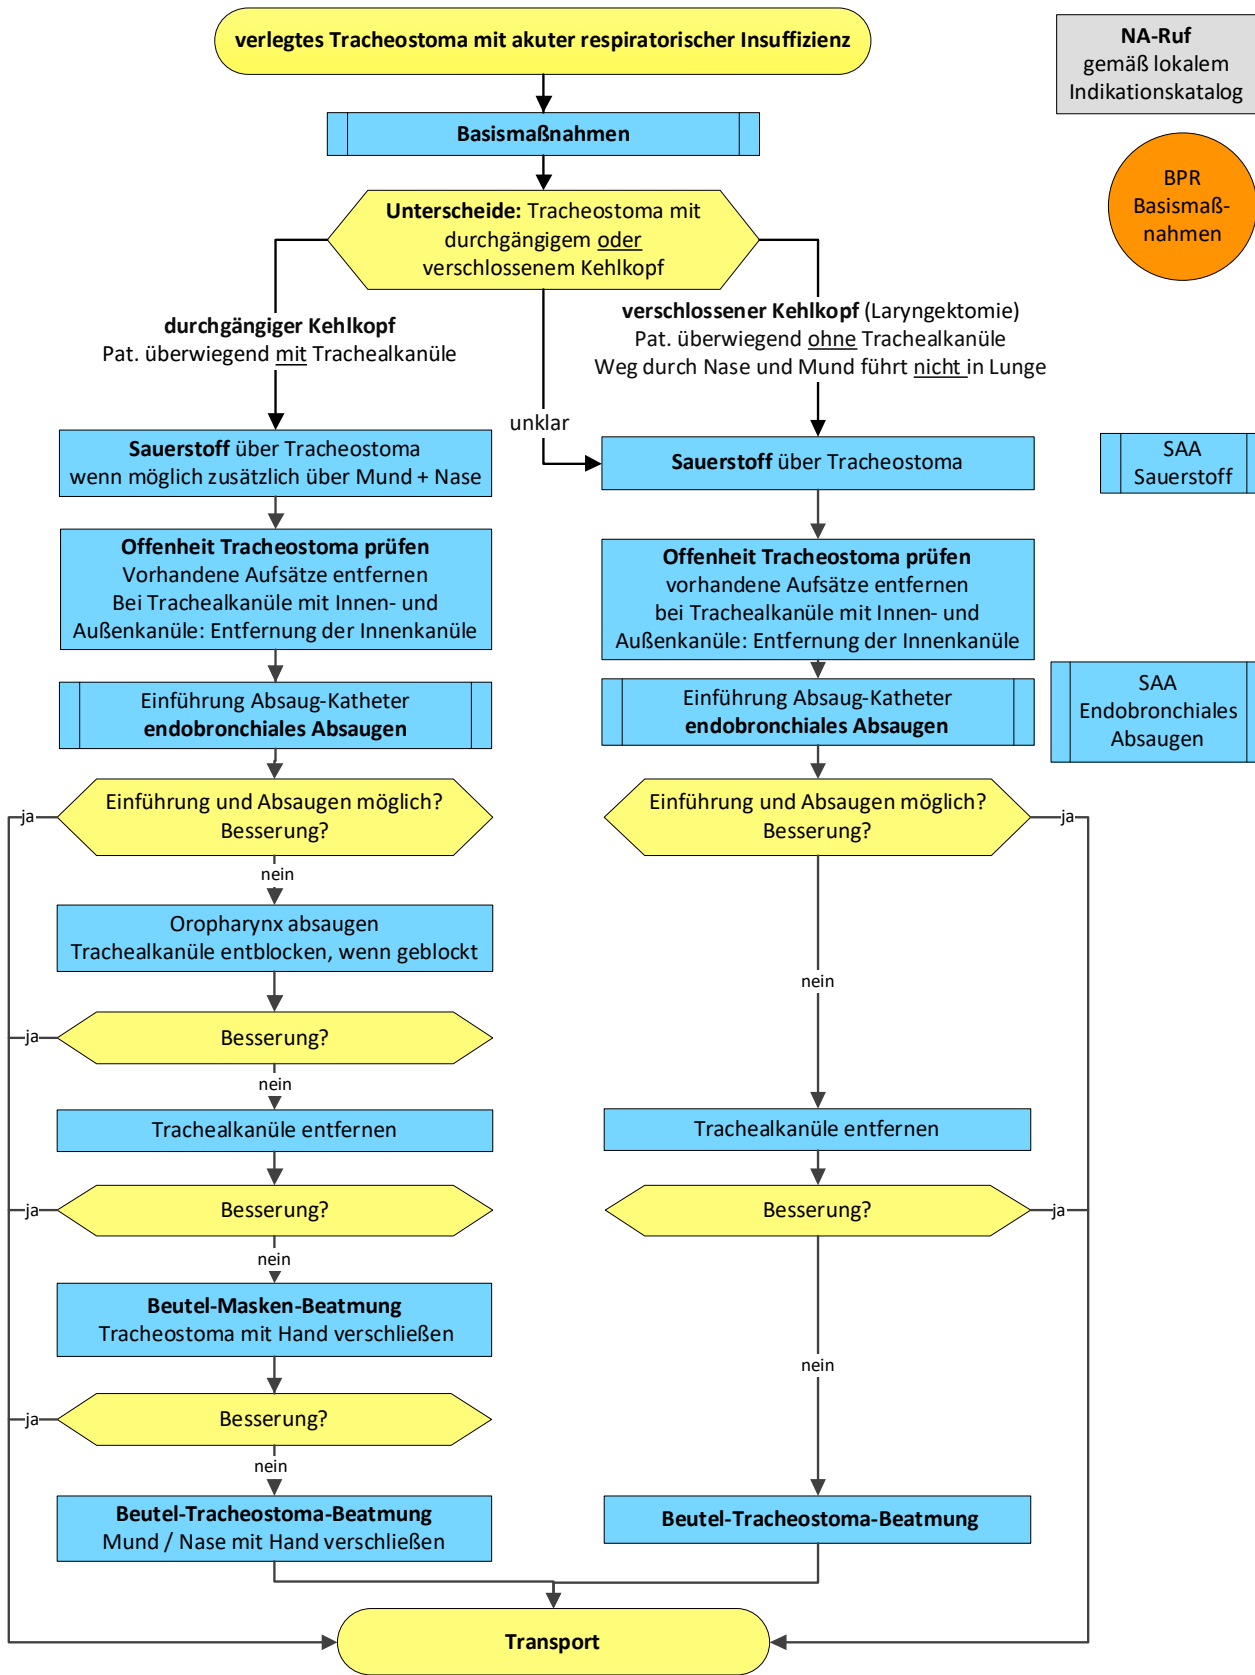 verlegtes Tracheostoma mit akuter respiratorischer Insuffizienz
NA-Ruf
gemäß lokalem
Indikationskatalog
Basismaßnahmen
BPR
Basismaß-
nahmen
Unterscheide: Tracheostoma mit
durchgängigem oder
verschlossenem Kehlkopf
durchgängiger Kehlkopf
Pat. überwiegend mit Trachealkanüle
unklar
verschlossener Kehlkopf (Laryngektomie)
Pat. überwiegend ohne Trachealkanüle
Weg durch Nase und Mund führt nicht in Lunge
Sauerstoff über Tracheostoma
wenn möglich zusätzlich über Mund + Nase
Sauerstoff über Tracheostoma
SAA
Sauerstoff
Offenheit Tracheostoma prüfen
Vorhandene Aufsätze entfernen
Bei Trachealkanüle mit Innen- und
Außenkanüle: Entfernung der Innenkanüle
Offenheit Tracheostoma prüfen
vorhandene Aufsätze entfernen
bei Trachealkanüle mit Innen- und
Außenkanüle: Entfernung der Innenkanüle
Einführung Absaug-Katheter
endobronchiales Absaugen
Einführung Absaug-Katheter
endobronchiales Absaugen
SAA
Endobronchiales
Absaugen
ja
Einführung und Absaugen möglich?
Besserung?
Einführung und Absaugen möglich?
Besserung?
ja
nein
Oropharynx absaugen
Trachealkanüle entblocken, wenn geblockt
nein
ja
Besserung?
nein
Trachealkanüle entfernen
Trachealkanüle entfernen
ja
Besserung?
Besserung?
ja
nein
Beutel-Masken-Beatmung
Tracheostoma mit Hand verschließen
nein
ja
Besserung?
nein
Beutel-Tracheostoma-Beatmung
Mund / Nase mit Hand verschließen
Beutel-Tracheostoma-Beatmung
Transport